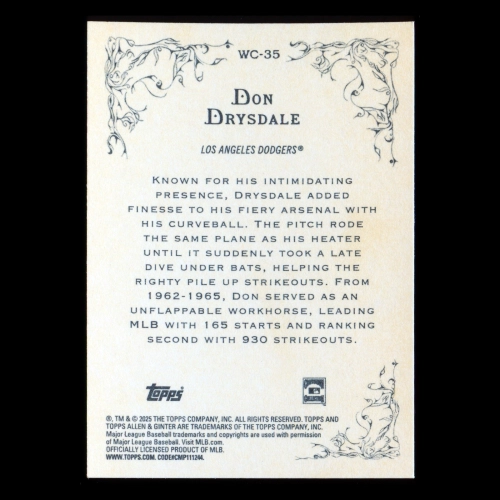 WC-35
DON
DRYSDALE
LOS ANGELES DODGERS®
KNOWN FOR HIS INTIMIDATING
PRESENCE, DRYSDALE ADDED
FINESSE TO HIS FIERY ARSENAL WITH
HIS CURVEBALL. THE PITCH RODE
THE SAME PLANE AS HIS HEATER
UNTIL IT SUDDENLY TOOK A LATE
DIVE UNDER BATS, HELPING THE
RIGHTY PILE UP STRIKEOUTS. FROM
1962-1965, DON SERVED AS AN
UNFLAPPABLE WORKHORSE, LEADING
MLB WITH 165 STARTS AND RANKING
SECOND WITH 930 STRIKEOUTS.
Topps
®, TM & © 2025 THE TOPPS COMPANY, INC. ALL RIGHTS RESERVED. TOPPS AND
TOPPS ALLEN & GINTER ARE TRADEMARKS OF THE TOPPS COMPANY, INC.
Major League Baseball trademarks and copyrights are used with permission
of Major League Baseball. Visit MLB.com.
OFFICIALLY LICENSED PRODUCT OF MLB.
WWW.TOPPS.COM. CODE#CMP111244.